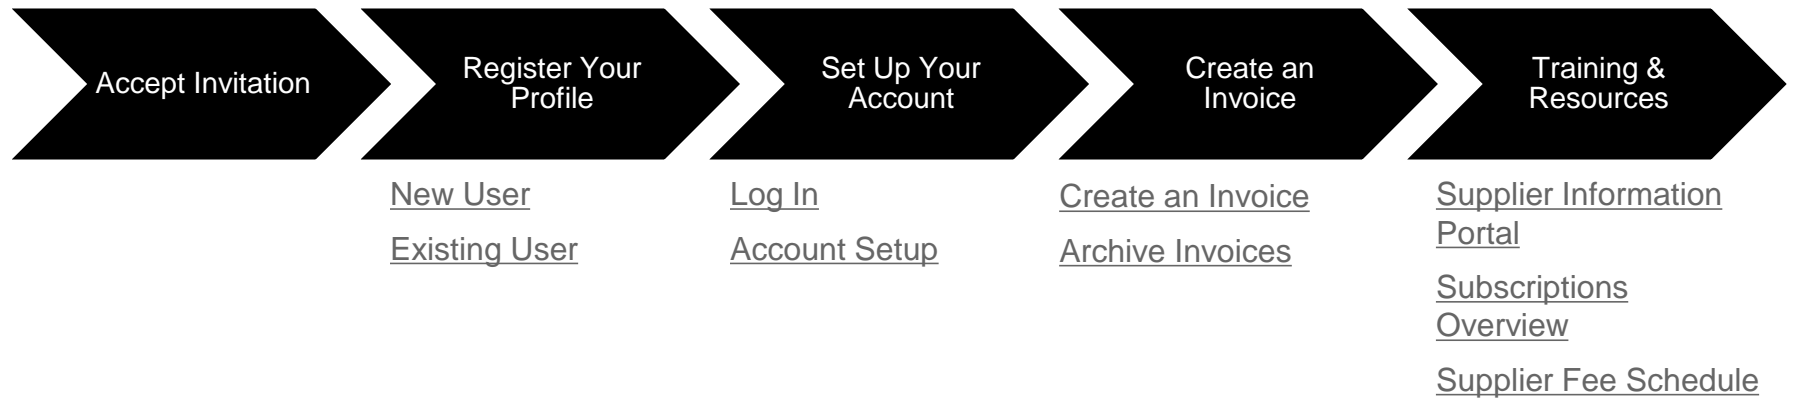 Accept Invitation
Register Your
Profile
Set Up Your
Account
Create an
Invoice
Training &
Resources
New User
Existing User
Log In
Account Setup
Create an Invoice
Archive Invoices
Supplier Information
Portal
Subscriptions
Overview
Supplier Fee Schedule